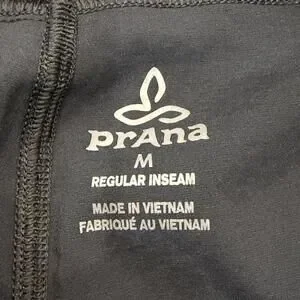 prAna
M
REGULAR INSEAM
MADE IN VIETNAM
FABRIQUÉ AU VIETNAM